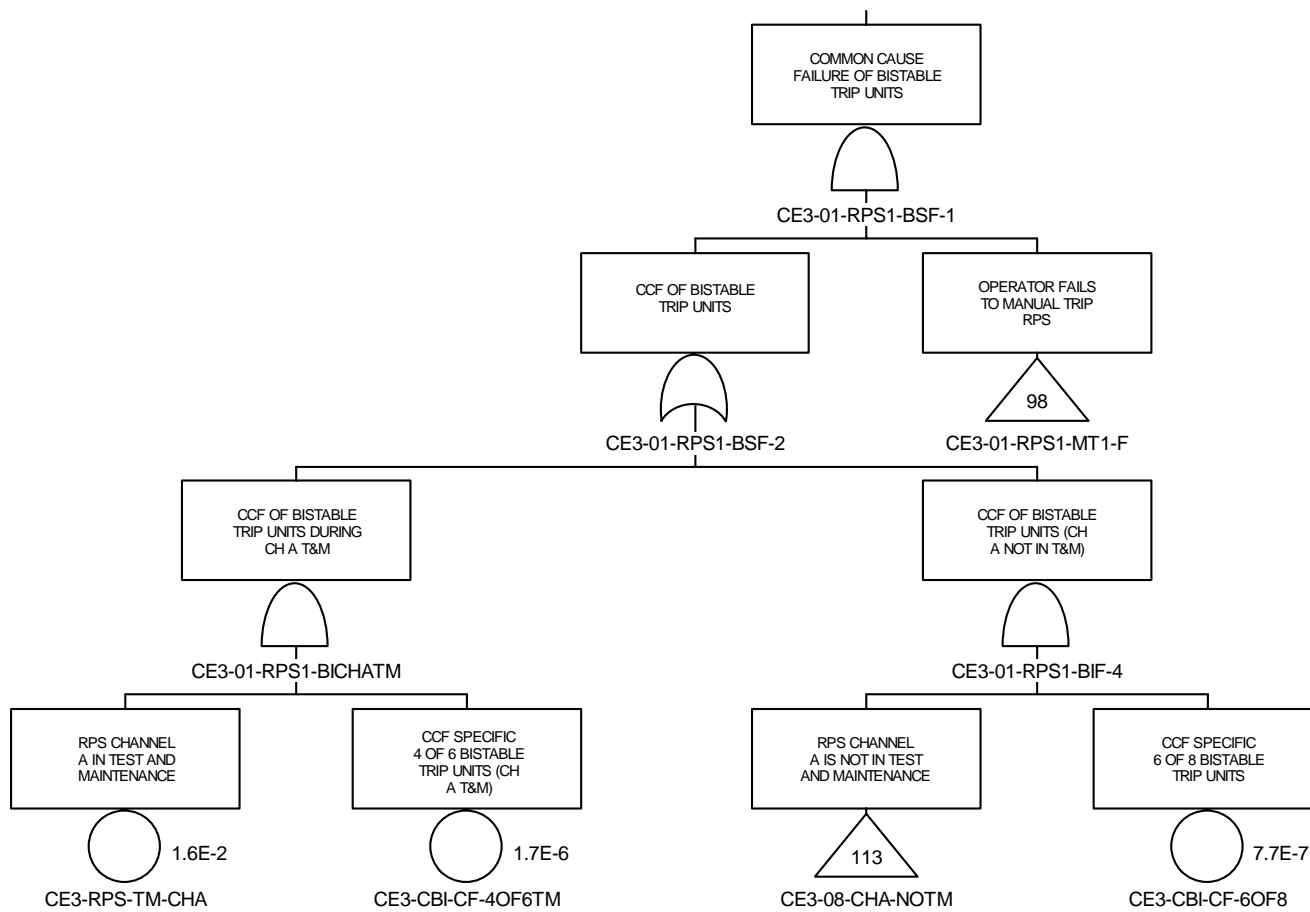 COMMON CAUSE
FAILURE OF BISTABLE
TRIP UNITS
CE3-01-RPS1-BSF-1
CCF OF BISTABLE
TRIP UNITS
OPERATOR FAILS
TO MANUAL TRIP
RPS
98
CE3-01-RPS1-BSF-2
CE3-01-RPS1-MT1-F
CCF OF BISTABLE
TRIP UNITS DURING
CH A T&M
CCF OF BISTABLE
TRIP UNITS (CH
A NOT IN T&M)
CE3-01-RPS1-BICHATM
CE3-01-RPS1-BIF-4
RPS CHANNEL
A IN TEST AND
MAINTENANCE
CCF SPECIFIC
4 OF 6 BISTABLE
TRIP UNITS (CH
A T&M)
RPS CHANNEL
A IS NOT IN TEST
AND MAINTENANCE
CCF SPECIFIC
6 OF 8 BISTABLE
TRIP UNITS
1.6E-2
1.7E-6
113
7.7E-7
CE3-RPS-TM-CHA
CE3-CBI-CF-4OF6TM
CE3-08-CHA-NOTM
CE3-CBI-CF-6OF8